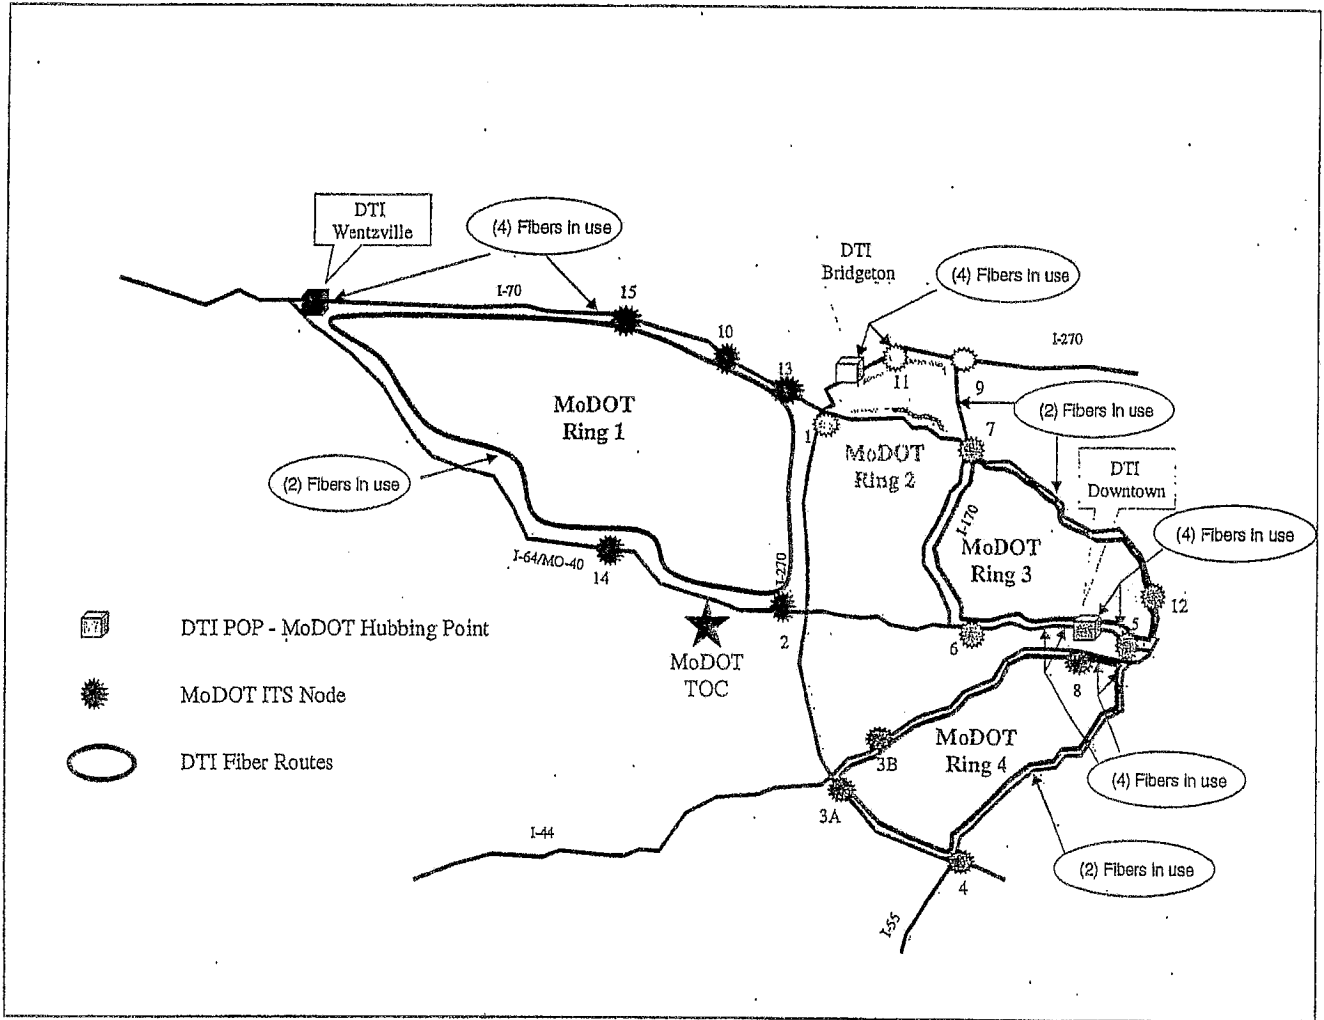 DTI
Wentzville
(4) Fibers in use
DTI
Bridgeton
(4) Fibers in use
I-70
15
10
13
11
I-270
9
(2) Fibers in use
MoDOT
Ring 1
1
MoDOT
Ring 2
7
DTI
Downtown
(2) Fibers in use
(4) Fibers in use
I-170
MoDOT
Ring 3
I-64/MO-40
14
I-270
12
DTI POP - MoDOT Hubbing Point
2
6
5
MoDOT
TOC
8
MoDOT ITS Node
3B
MoDOT
Ring 4
DTI Fiber Routes
(4) Fibers in use
3A
I-44
(2) Fibers in use
4
I-55